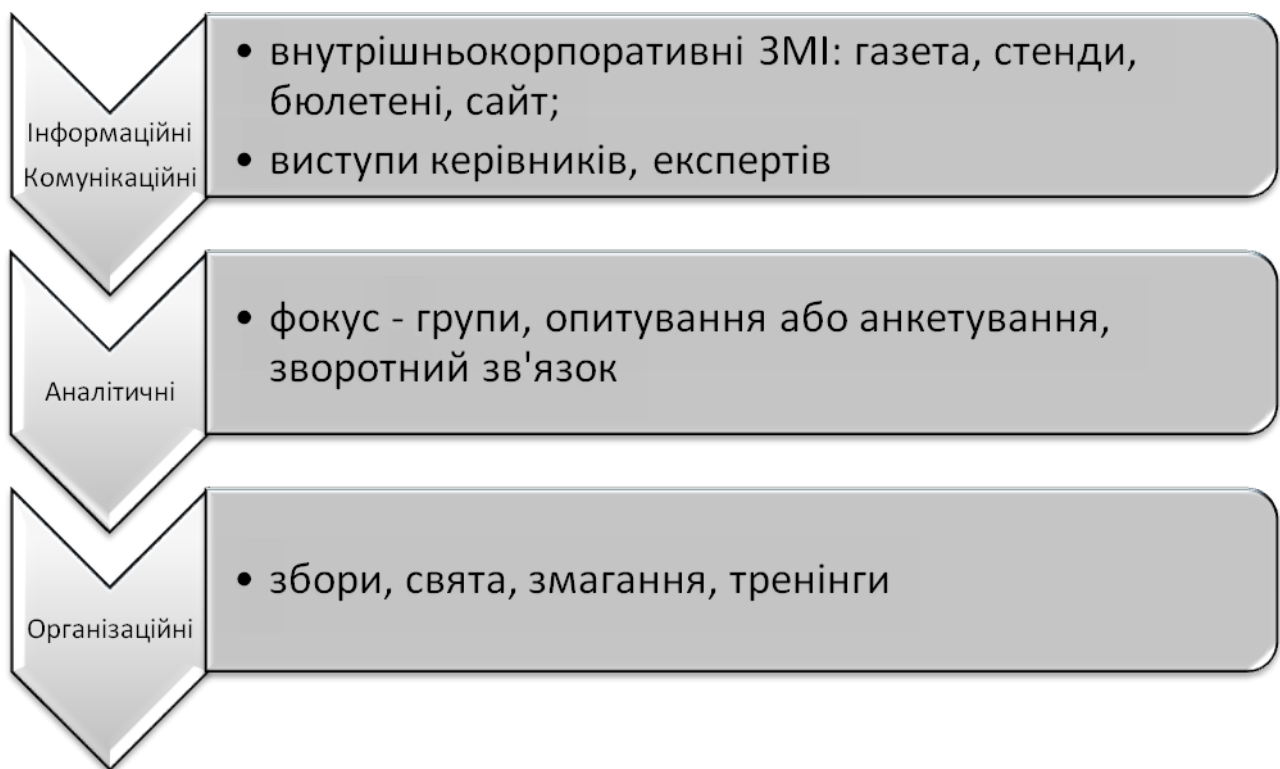 Інформаційні
Комунікаційні
• внутрішньокорпоративні ЗМІ: газета, стенди,
бюлетені, сайт;
• виступи керівників, експертів
Аналітичні
• фокус - групи, опитування або анкетування,
зворотний зв'язок
Організаційні
• збори, свята, змагання, тренінги